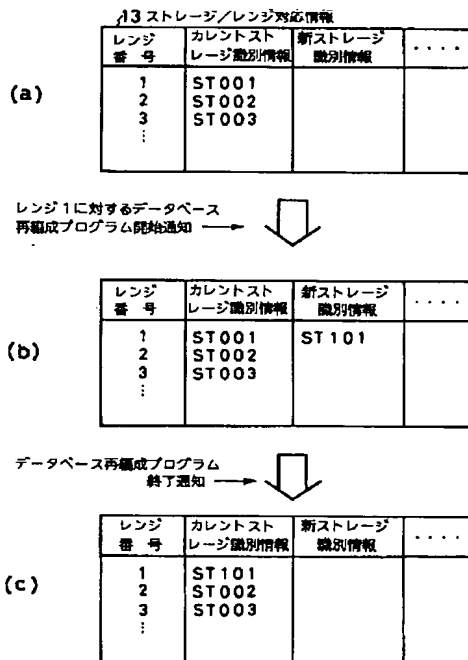 13 ストレージ/レンジ対応情報
(a)
レンジ番号 カレントストレージ識別情報 新ストレージ識別情報 ‥‥
1 ST001
2 ST002
3 ST003
⋮
レンジ1に対するデータベース
再編成プログラム開始通知
(b)
レンジ番号 カレントストレージ識別情報 新ストレージ識別情報 ‥‥
1 ST001 ST101
2 ST002
3 ST003
⋮
データベース再編成プログラム
終了通知
(c)
レンジ番号 カレントストレージ識別情報 新ストレージ識別情報 ‥‥
1 ST101
2 ST002
3 ST003
⋮